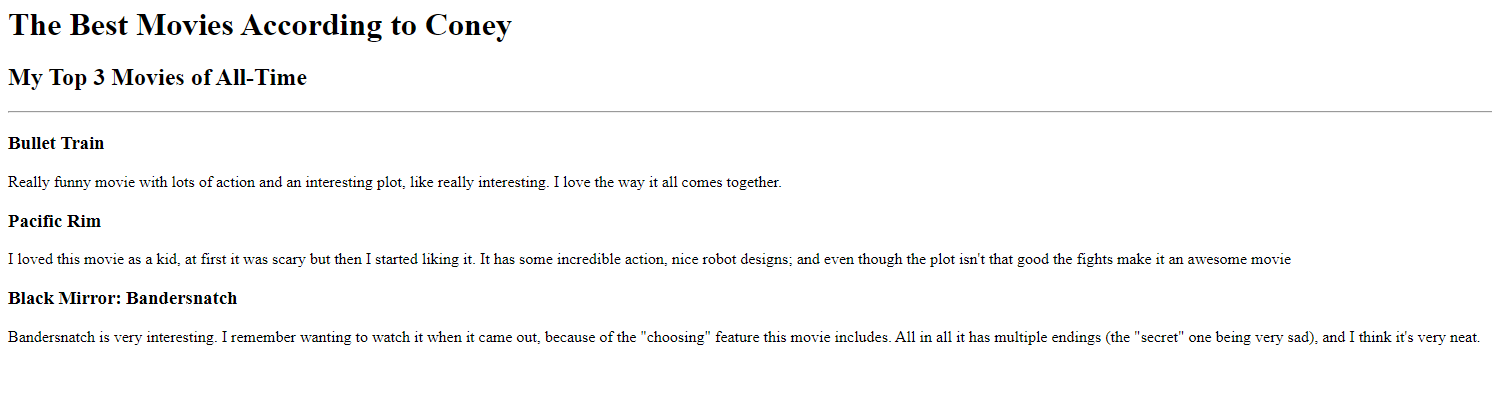 The Best Movies According to Coney
My Top 3 Movies of All-Time
Bullet Train
Really funny movie with lots of action and an interesting plot, like really interesting. I love the way it all comes together.
Pacific Rim
I loved this movie as a kid, at first it was scary but then I started liking it. It has some incredible action, nice robot designs; and even though the plot isn't that good the fights make it an awesome movie
Black Mirror: Bandersnatch
Bandersnatch is very interesting. I remember wanting to watch it when it came out, because of the "choosing" feature this movie includes. All in all it has multiple endings (the "secret" one being very sad), and I think it's very neat.